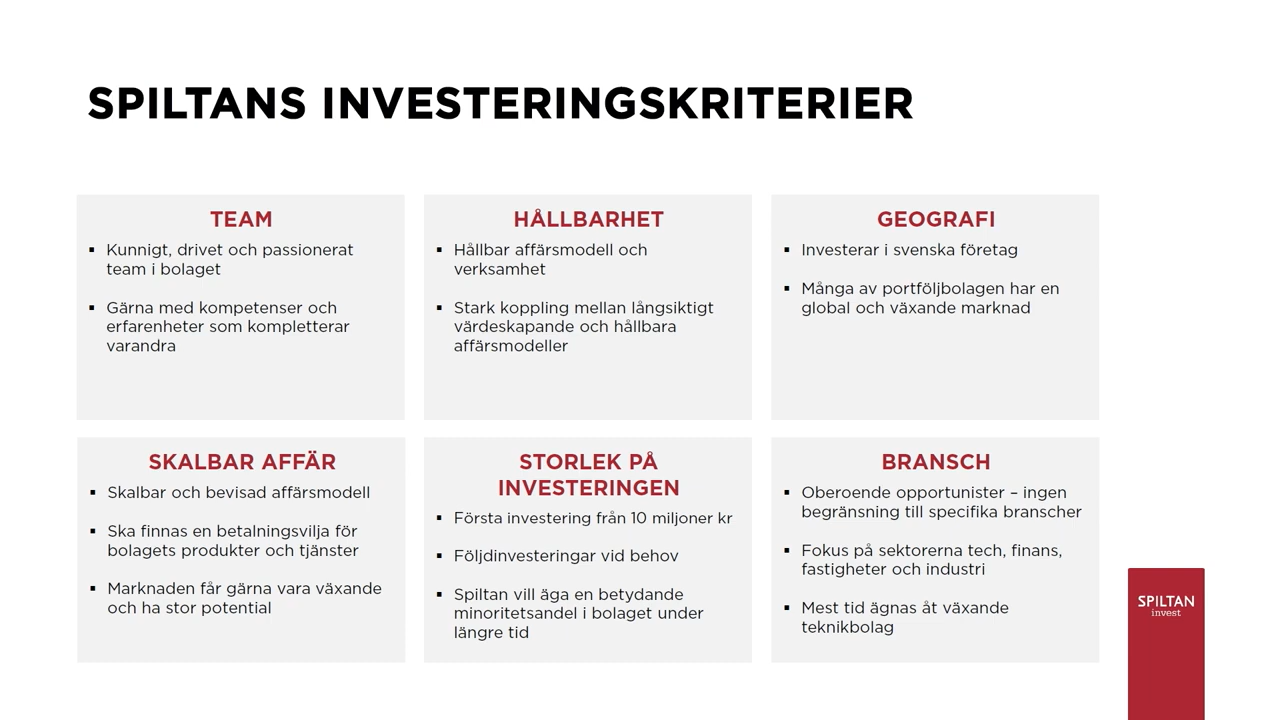 SPILTANS INVESTERINGSKRITERIER
TEAM
▪ Kunnigt, drivet och passionerat
team i bolaget
▪ Gärna med kompetenser och
erfarenheter som kompletterar
varandra
HÅLLBARHET
▪ Hållbar affärsmodell och
verksamhet
▪ Stark koppling mellan långsiktigt
värdeskapande och hållbara
affärsmodeller
GEOGRAFI
▪ Investerar i svenska företag
▪ Många av portföljbolagen har en
global och växande marknad
SKALBAR AFFÄR
▪ Skalbar och bevisad affärsmodell
▪ Ska finnas en betalningsvilja för
bolagets produkter och tjänster
▪ Marknaden får gärna vara växande
och ha stor potential
STORLEK PÅ
INVESTERINGEN
▪ Första investering från 10 miljoner kr
▪ Följdinvesteringar vid behov
▪ Spiltan vill äga en betydande
minoritetsandel i bolaget under
längre tid
BRANSCH
▪ Oberoende opportunister – ingen
begränsning till specifika branscher
▪ Fokus på sektorerna tech, finans,
fastigheter och industri
▪ Mest tid ägnas åt växande
teknikbolag
SPILTAN
invest